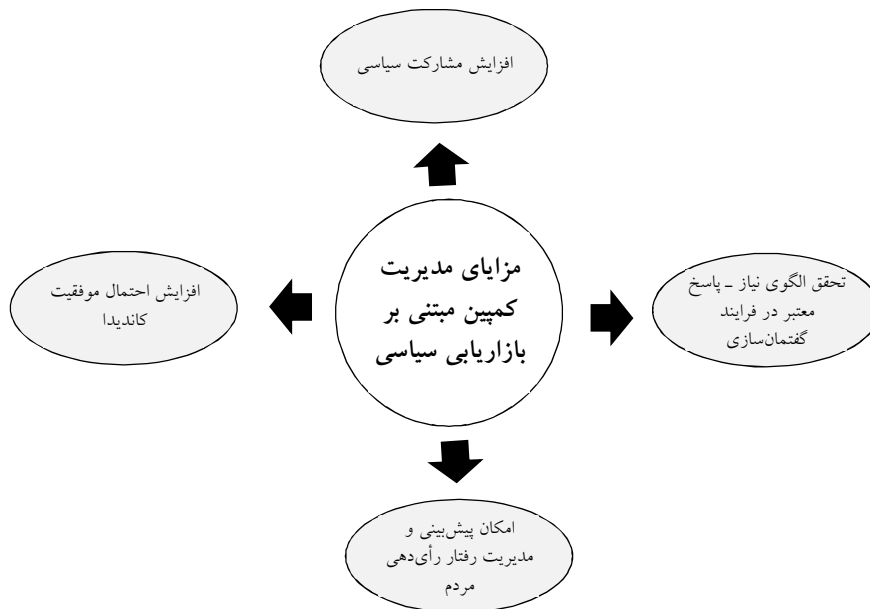 افزایش مشارکت سیاسی
مزایای مدیریت
کمپین مبتنی بر
بازاریابی سیاسی
تحقق الگوی نیاز ـ پاسخ
معتبر در فرایند
گفتمان‌سازی
افزایش احتمال موفقیت
کاندیدا
امکان پیش‌بینی و
مدیریت رفتار رأی‌دهی
مردم